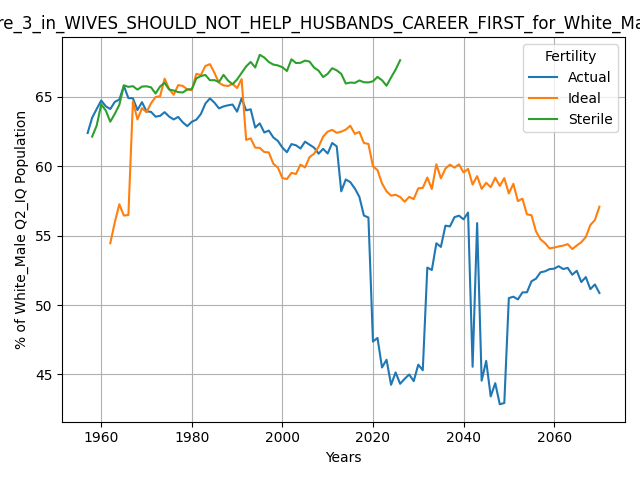 re_3_in_WIVES_SHOULD_NOT_HELP_HUSBANDS_CAREER_FIRST_for_White_Ma
Fertility
Actual
Ideal
Sterile
% of White_Male Q2_IQ Population
65
60
55
50
45
1960 1980 2000 2020 2040 2060
Years